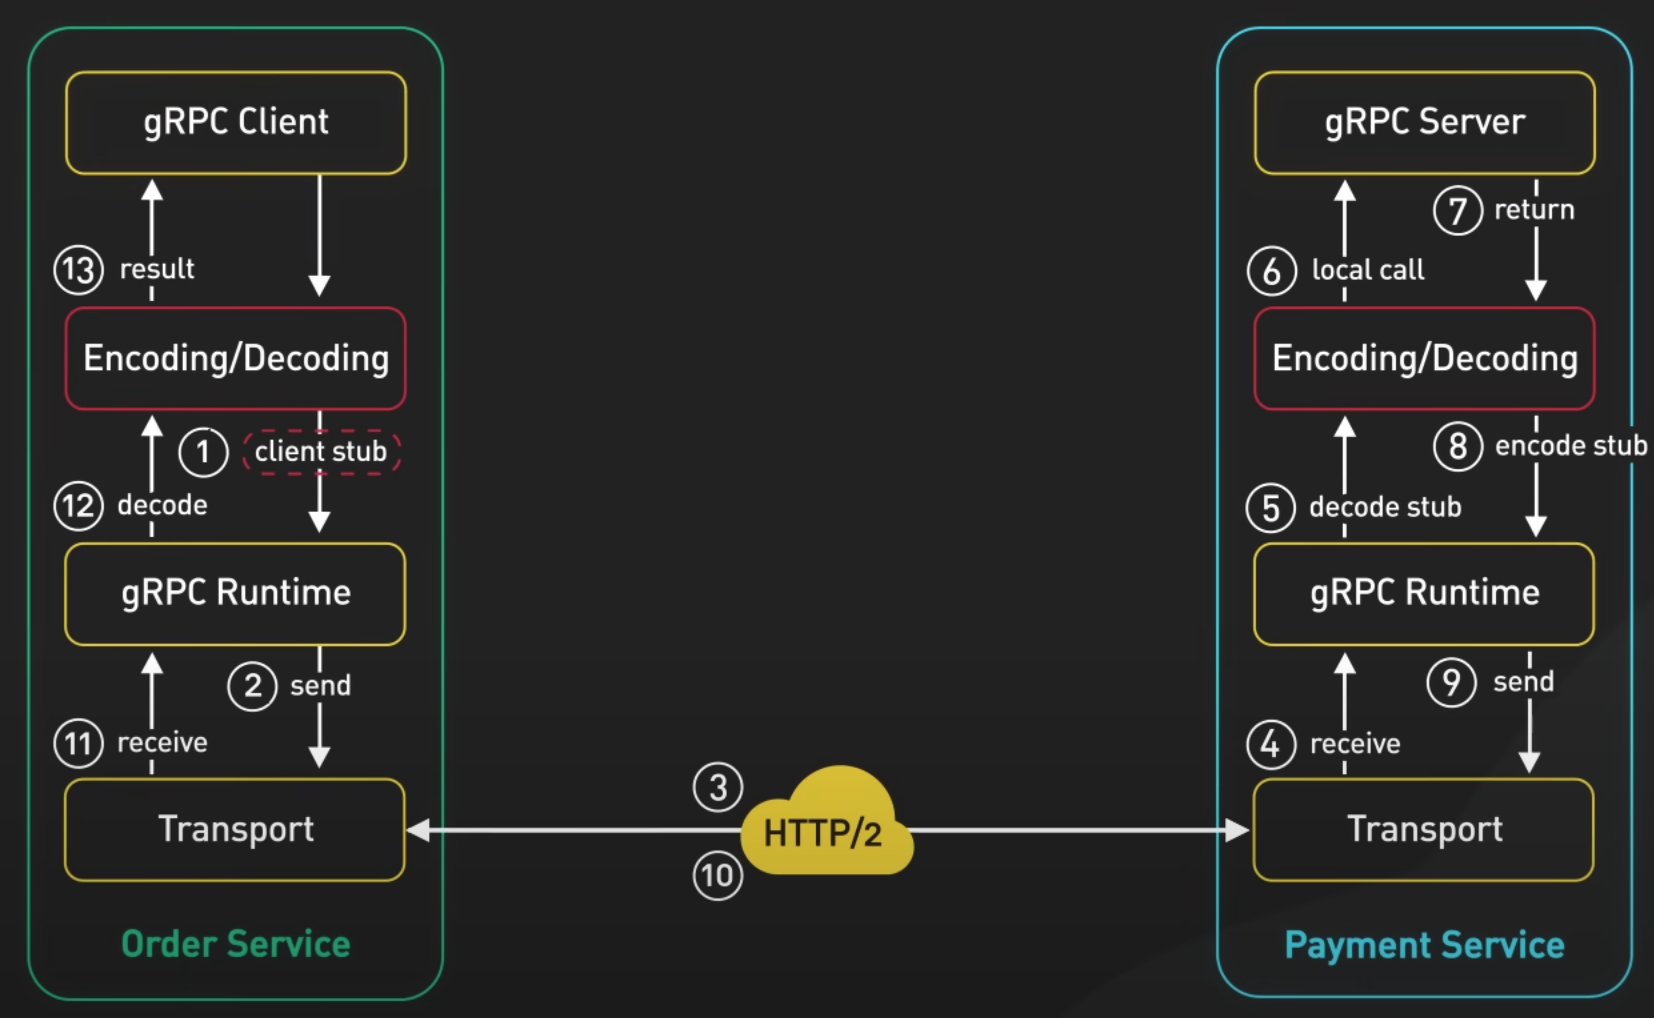 gRPC Client
13 result
Encoding/Decoding
1 client stub
12 decode
gRPC Runtime
2 send
11 receive
Transport
Order Service
3
HTTP/2
10
gRPC Server
7 return
6 local call
Encoding/Decoding
8 encode stub
5 decode stub
gRPC Runtime
9 send
4 receive
Transport
Payment Service